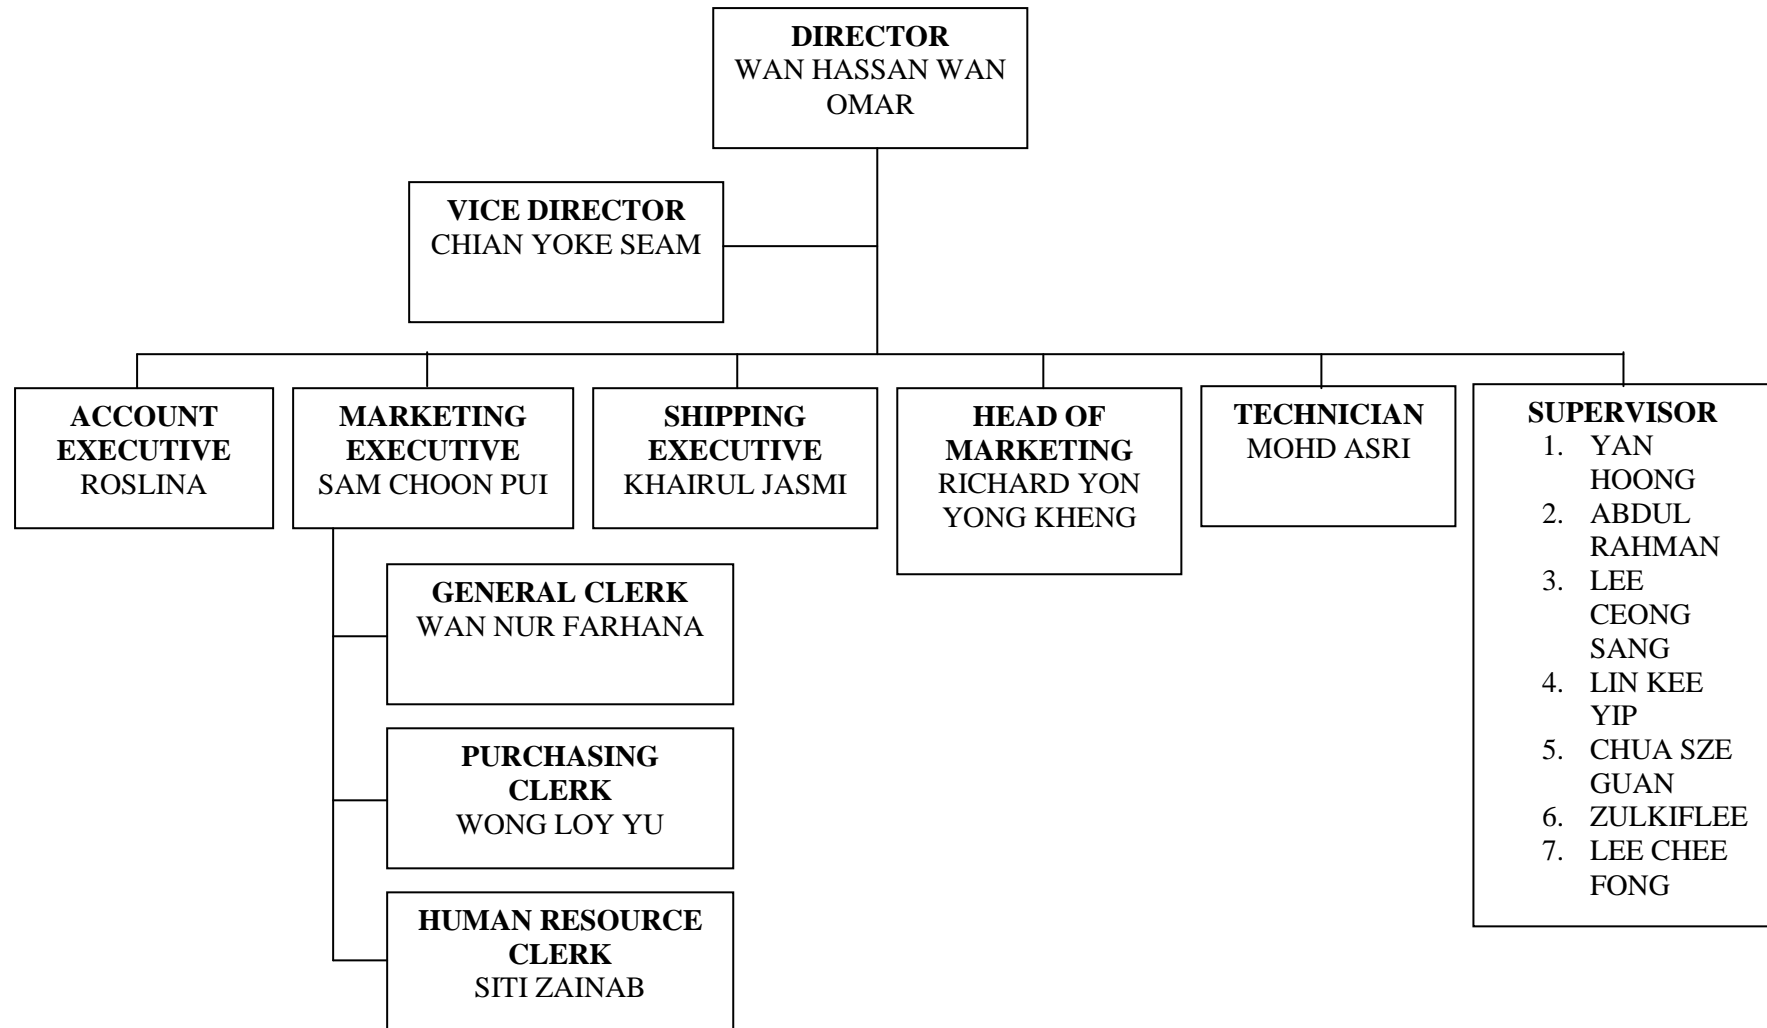 DIRECTOR
WAN HASSAN WAN
OMAR
VICE DIRECTOR
CHIAN YOKE SEAM
ACCOUNT
EXECUTIVE
ROSLINA
MARKETING
EXECUTIVE
SAM CHOON PUI
SHIPPING
EXECUTIVE
KHAIRUL JASMI
HEAD OF
MARKETING
RICHARD YON
YONG KHENG
TECHNICIAN
MOHD ASRI
SUPERVISOR
1. YAN
HOONG
2. ABDUL
RAHMAN
3. LEE
CEONG
SANG
4. LIN KEE
YIP
5. CHUA SZE
GUAN
6. ZULKIFLEE
7. LEE CHEE
FONG
GENERAL CLERK
WAN NUR FARHANA
PURCHASING
CLERK
WONG LOY YU
HUMAN RESOURCE
CLERK
SITI ZAINAB